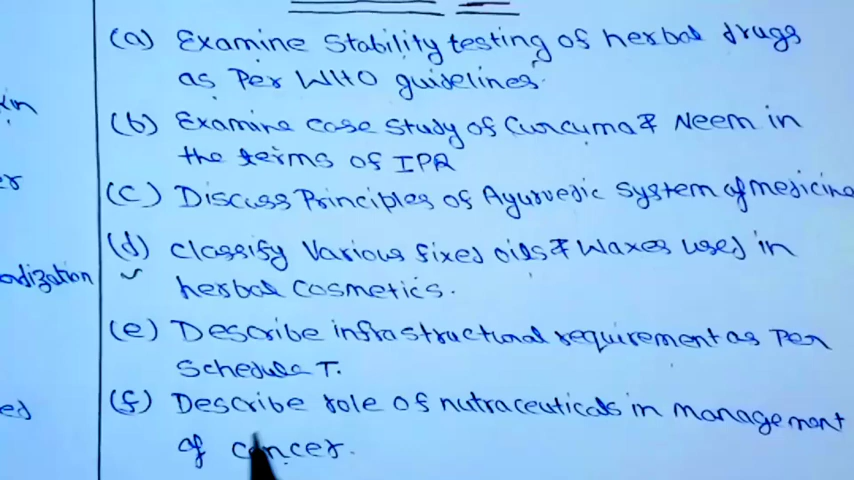 (a) Examine Stability testing of herbal drugs
as Per WHO guidelines.
(b) Examine case study of Curcuma & Neem in
the terms of IPR
(c) Discuss Principles of Ayurvedic System of medicine
(d) Classify Various fixed oils & Waxes used in
herbal Cosmetics.
(e) Describe infrastructural requirement as Per
Schedule T.
(f) Describe role of nutraceuticals in management
of cancer.